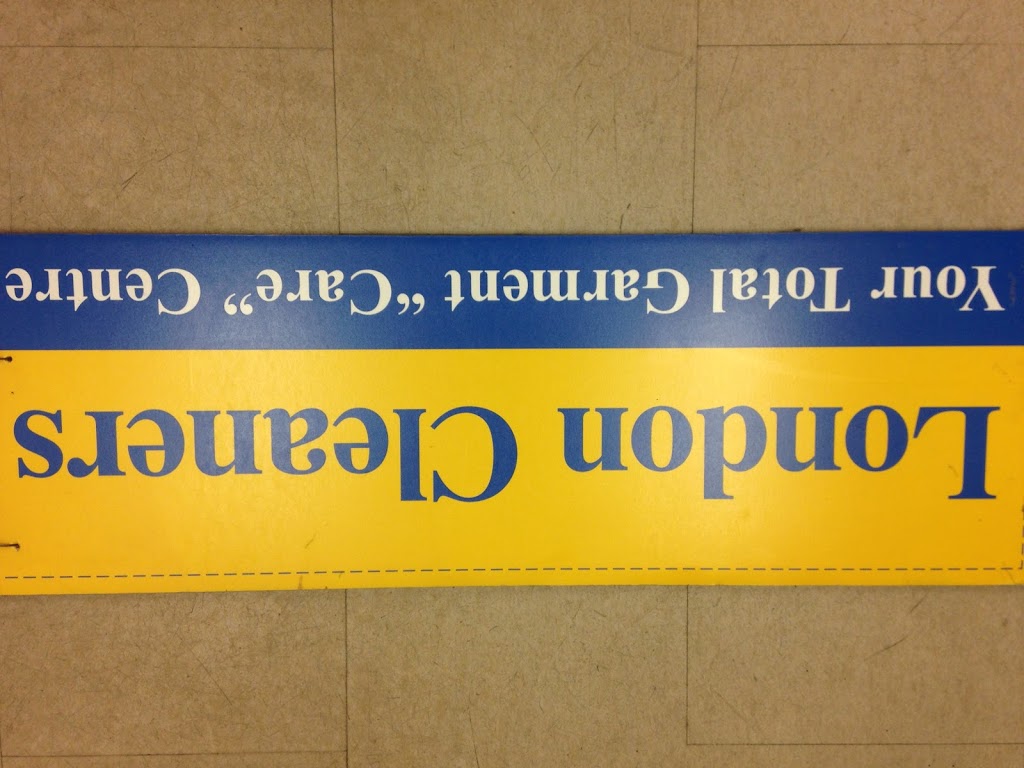 London Cleaners
Your Total Garment “Care” Centre